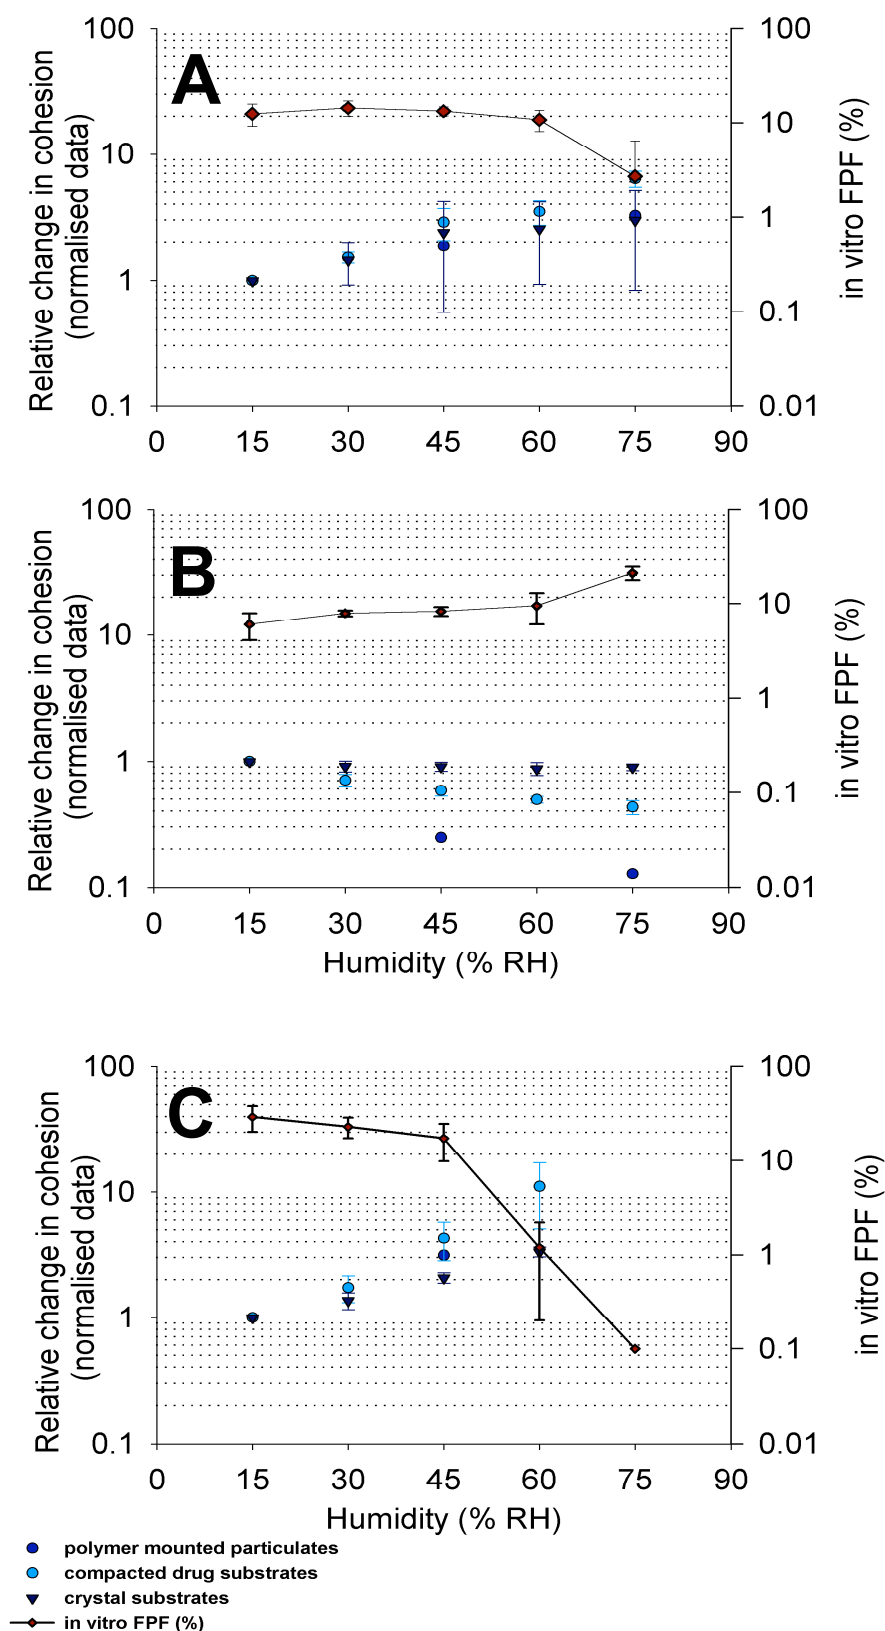 A
Relative change in cohesion
(normalised data)
100
10
1
0.1
100
10
1
0.1
0.01
in vitro FPF (%)
0 15 30 45 60 75 90
B
Relative change in cohesion
(normalised data)
100
10
1
0.1
100
10
1
0.1
0.01
in vitro FPF (%)
0 15 30 45 60 75 90
Humidity (% RH)
C
Relative change in cohesion
(normalised data)
100
10
1
0.1
100
10
1
0.1
0.01
in vitro FPF (%)
0 15 30 45 60 75 90
Humidity (% RH)
polymer mounted particulates
compacted drug substrates
crystal substrates
in vitro FPF (%)